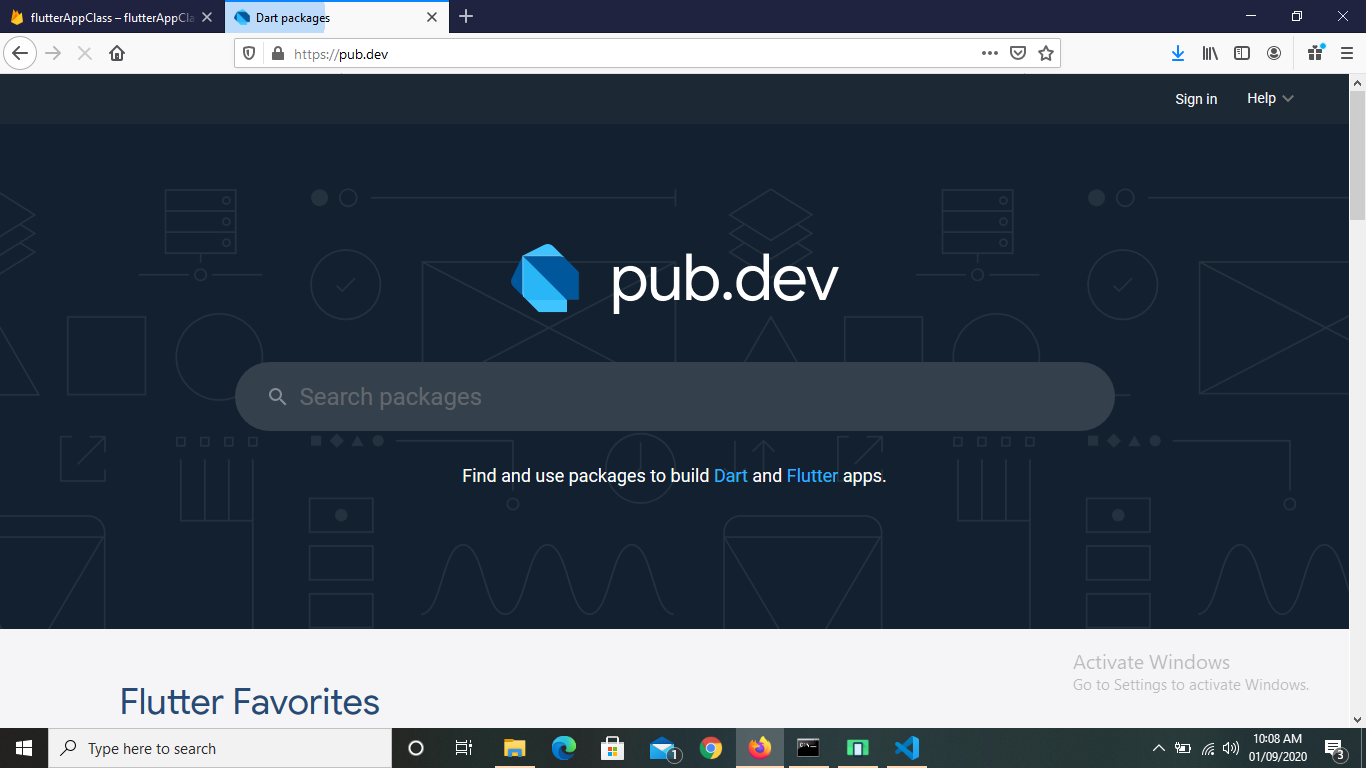 flutterAppClass – flutterAppCla
Dart packages
https://pub.dev
Sign in
Help
pub.dev
Search packages
Find and use packages to build Dart and Flutter apps.
Activate Windows
Go to Settings to activate Windows.
Flutter Favorites
Type here to search
1
10:08 AM
01/09/2020
3